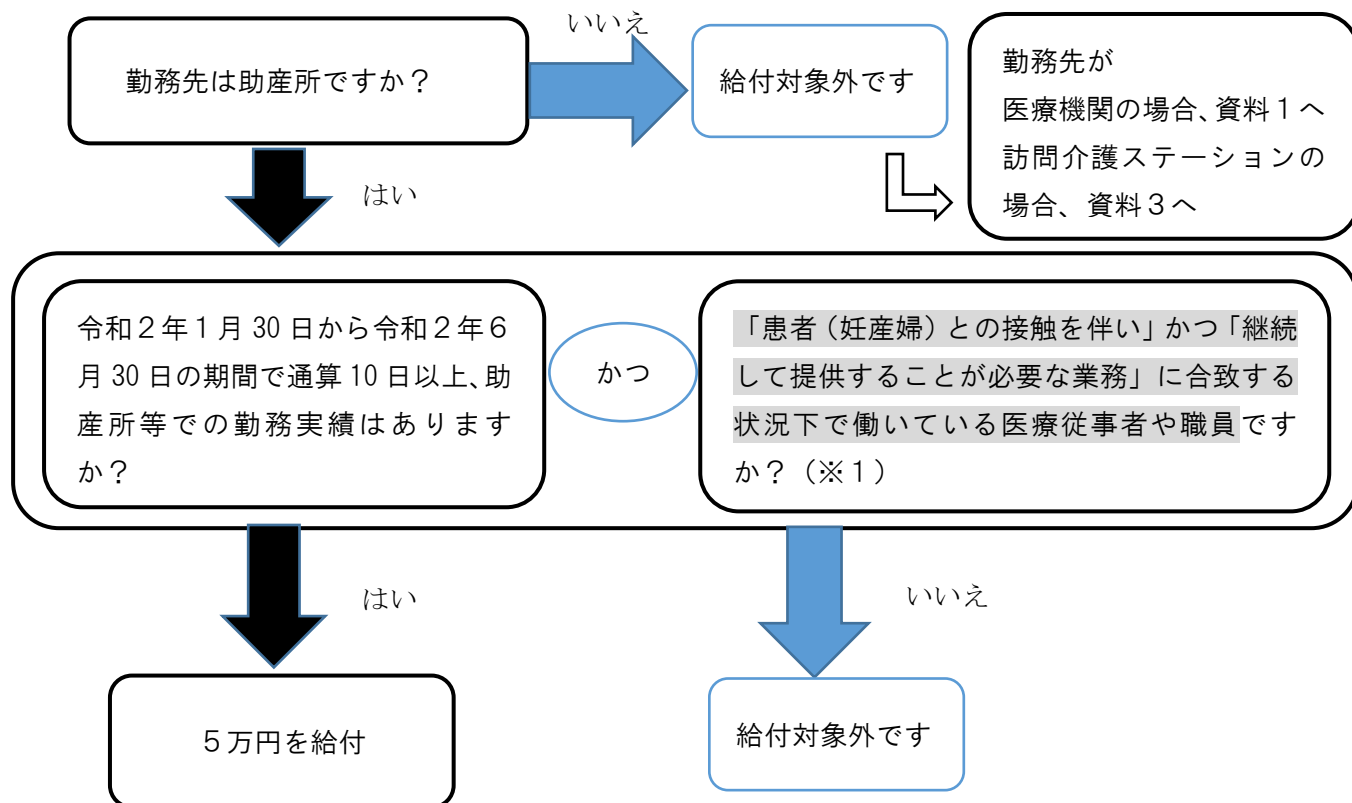 いいえ
勤務先は助産所ですか？
給付対象外です
勤務先が
医療機関の場合、資料１へ
訪問介護ステーションの
場合、資料３へ
はい
令和２年１月 30 日から令和２年６
月 30 日の期間で通算 10 日以上、助
産所等での勤務実績はあります
か？
かつ
「患者（妊産婦）との接触を伴い」かつ「継続
して提供することが必要な業務」に合致する
状況下で働いている医療従事者や職員です
か？（※１）
はい
いいえ
５万円を給付
給付対象外です